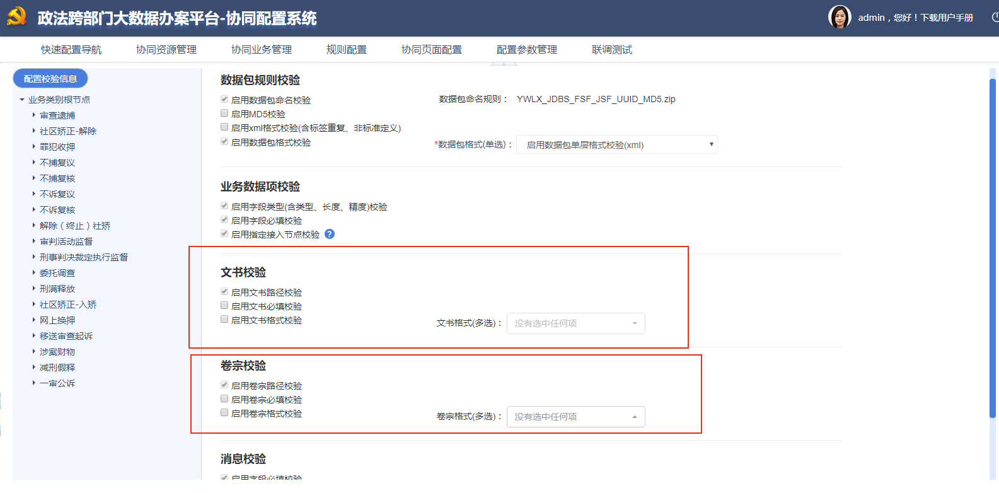 政法跨部门大数据办案平台-协同配置系统
admin，您好！下载用户手册
快速配置导航 协同资源管理 协同业务管理 规则配置 协同页面配置 配置参数管理 联调测试
配置校验信息
业务类别根节点
审查逮捕
社区矫正-解除
罪犯收押
不捕复议
不捕复核
不诉复议
不诉复核
解除（终止）社矫
审判活动监督
刑事判决裁定执行监督
委托调查
刑满释放
社区矫正-入矫
网上换押
移送审查起诉
涉案财物
减刑假释
一审公诉
数据包规则校验
启用数据包命名校验 数据包命名规则： YWLX_JDBS_FSF_JSF_UUID_MD5.zip
启用MD5校验
启用xml格式校验(含标签重复、非标准定义)
启用数据包格式校验 *数据包格式(单选)： 启用数据包单层格式校验(xml)
业务数据项校验
启用字段类型(含类型、长度、精度)校验
启用字段必填校验
启用指定接入节点校验 ?
文书校验
启用文书路径校验
启用文书必填校验
启用文书格式校验 文书格式(多选)： 没有选中任何项
卷宗校验
启用卷宗路径校验
启用卷宗必填校验
启用卷宗格式校验 卷宗格式(多选)： 没有选中任何项
消息校验
启用字段必填校验